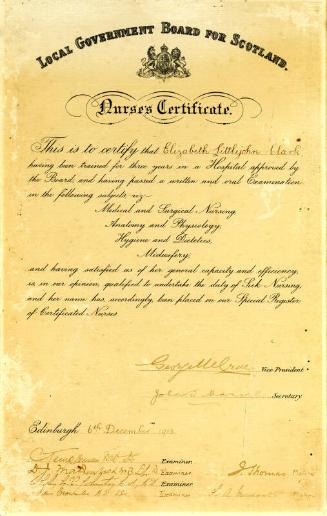 LOCAL GOVERNMENT BOARD FOR SCOTLAND.
Nurse's Certificate.
This is to certify that Elizabeth Littlejohn Clark
having been trained for three years in a Hospital approved by
the Board, and having passed a written and oral Examination
in the following subjects viz
Medical and Surgical Nursing.
Anatomy and Physiology.
Hygiene and Dietetics.
Midwifery.
and having satisfied us of her general capacity and efficiency,
is, in our opinion, qualified to undertake the duty of Sick Nursing,
and her name has, accordingly, been placed on our Special Register
of Certificated Nurses
Vice President
Secretary
Edinburgh 6th December
Examiner.
Examiner. J. Thomas Matron
Examiner.
Examiner.